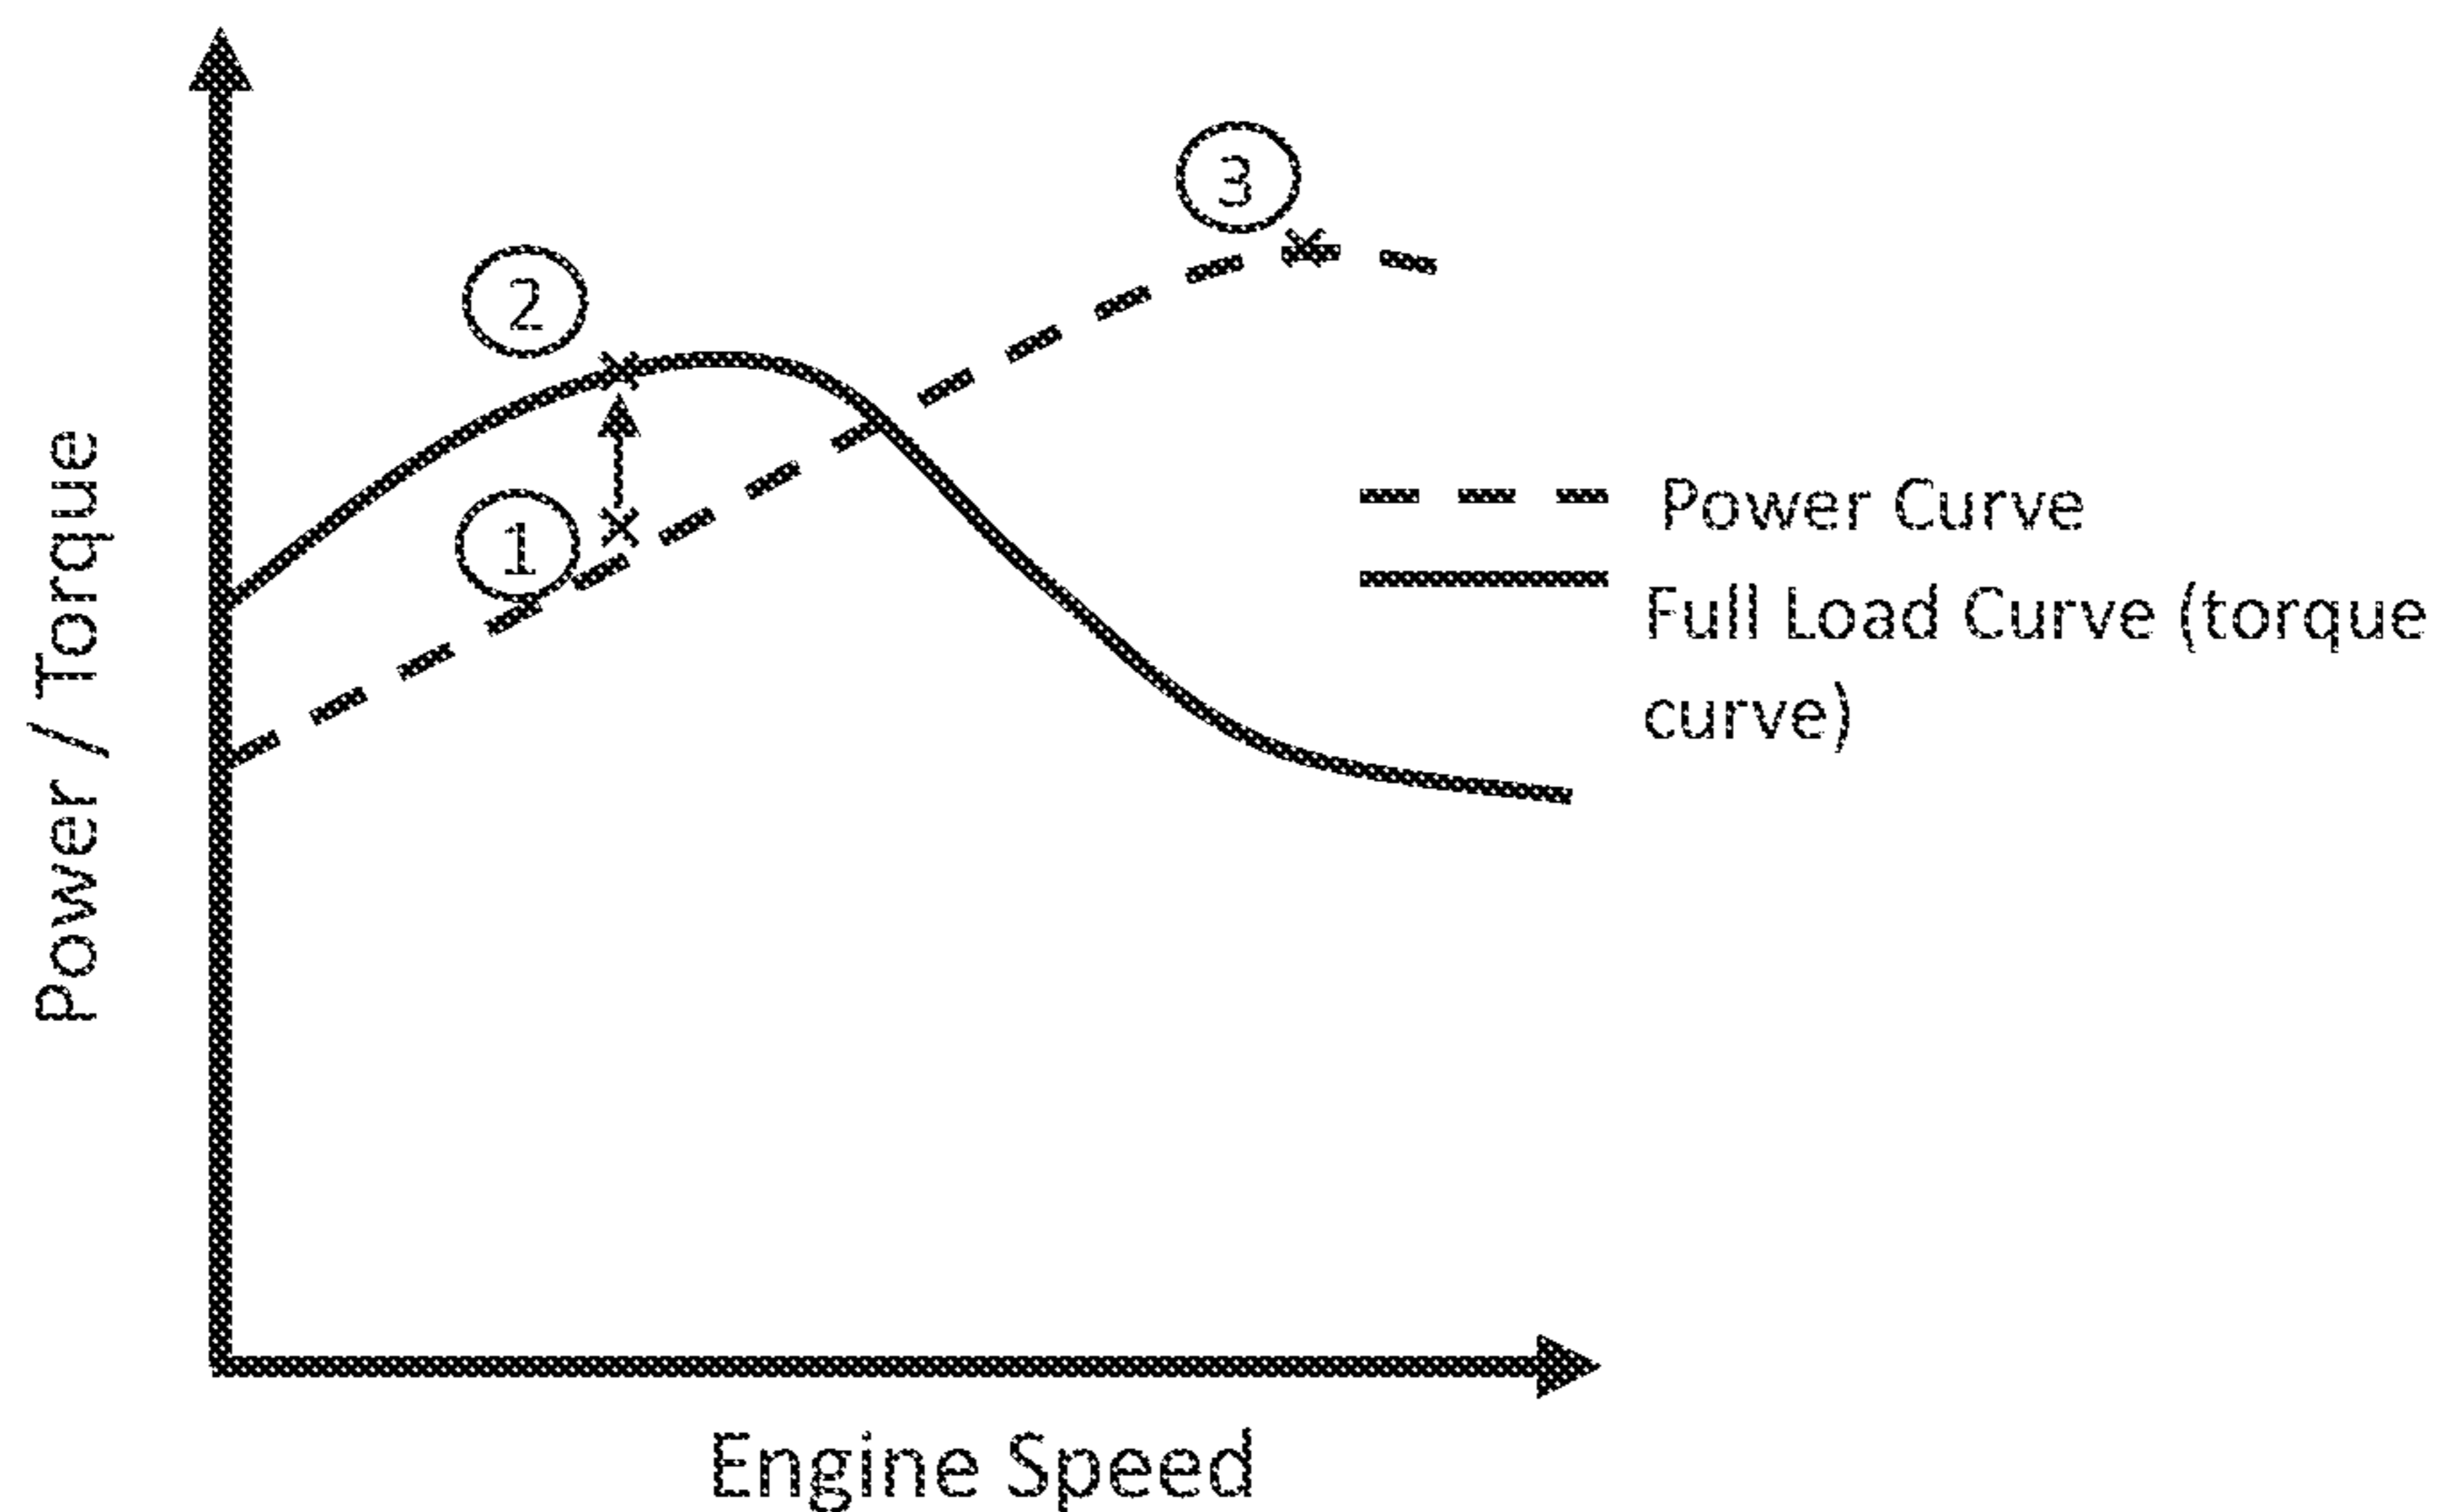 3
2
1
Power / Torque
Power Curve
Full Load Curve (torque
curve)
Engine Speed